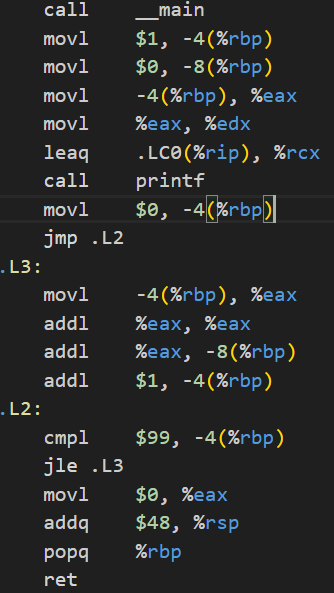 call __main
movl $1, -4(%rbp)
movl $0, -8(%rbp)
movl -4(%rbp), %eax
movl %eax, %edx
leaq .LC0(%rip), %rcx
call printf
movl $0, -4(%rbp)
jmp .L2
.L3:
movl -4(%rbp), %eax
addl %eax, %eax
addl %eax, -8(%rbp)
addl $1, -4(%rbp)
.L2:
cmpl $99, -4(%rbp)
jle .L3
movl $0, %eax
addq $48, %rsp
popq %rbp
ret